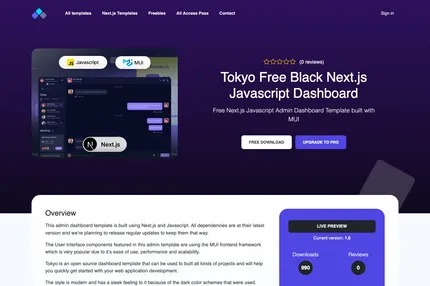 All templates Next.js Templates Freebies All Access Pass Contact Sign in
Javascript MUI
Next.js
(0 reviews)
Tokyo Free Black Next.js
Javascript Dashboard
Free Next.js Javascript Admin Dashboard Template built with
MUI
FREE DOWNLOAD UPGRADE TO PRO
Overview
This admin dashboard template is built using Next.js and Javascript. All dependencies are at their latest
version and we're planning to release regular updates to keep them that way.
The User Interface components featured in this admin template are using the MUI frontend framework
which is very popular due to it's ease of use, performance and scalability.
Tokyo is an open source dashboard template that can be used to built all kinds of projects and will help
you quickly get started with your web application development.
The style is modern and has a sleek feeling to it because of the dark color schemes that were used.
LIVE PREVIEW
Current version: 1.0
Downloads Reviews
990 0